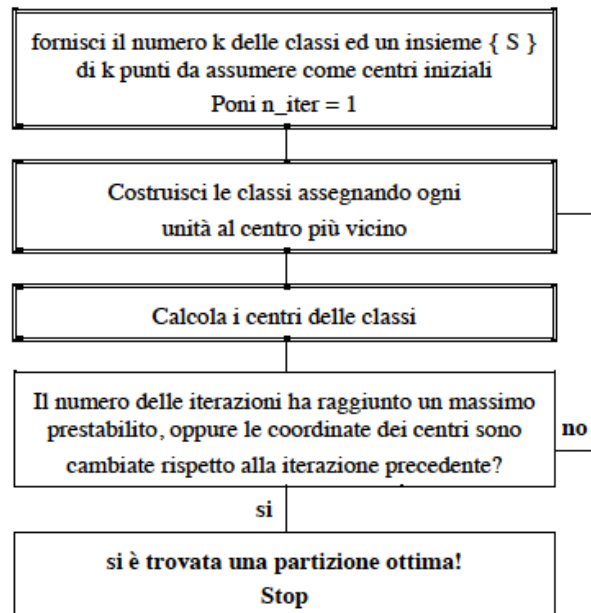 fornisci il numero k delle classi ed un insieme { S }
di k punti da assumere come centri iniziali
Poni n_iter = 1
Costruisci le classi assegnando ogni
unità al centro più vicino
Calcola i centri delle classi
Il numero delle iterazioni ha raggiunto un massimo
prestabilito, oppure le coordinate dei centri sono
cambiate rispetto alla iterazione precedente?
no
si
si è trovata una partizione ottima!
Stop